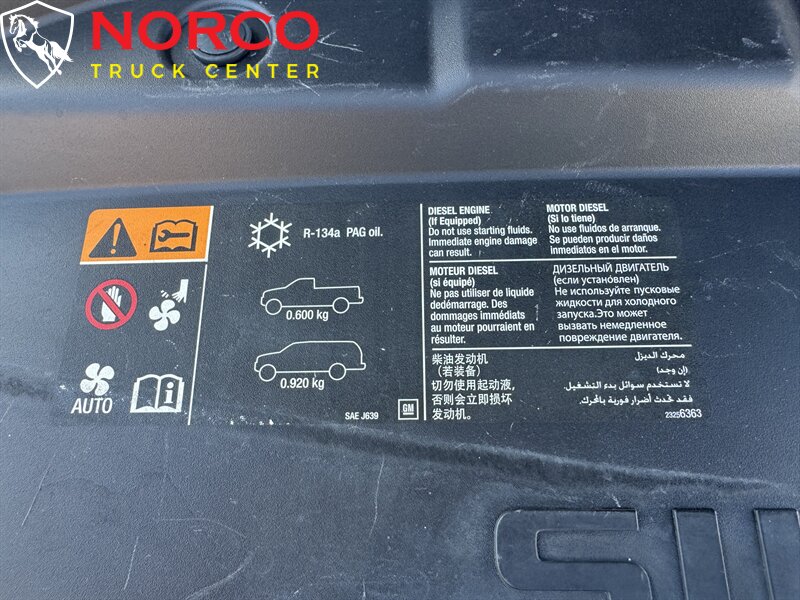 NORCO
TRUCK CENTER
AUTO
R-134a PAG oil.
0.600 kg
0.920 kg
SAE J639
GM
DIESEL ENGINE
(If Equipped)
Do not use starting fluids.
Immediate engine damage
can result.
MOTOR DIESEL
(Si lo tiene)
No use fluidos de arranque.
Se pueden producir daños
inmediatos en el motor.
MOTEUR DIESEL
(si équipé)
Ne pas utiliser de liquide
dedémarrage. Des
dommages immédiats
au moteur pourraient en
résulter.
ДИЗЕЛЬНЫЙ ДВИГАТЕЛЬ
(если установлен)
Не используйте пусковые
жидкости для холодного
запуска.Это может
вызвать немедленное
повреждение двигателя.
柴油发动机
（若装备）
切勿使用起动液，
否则会立即损坏
发动机。
محرك الديزل
(إن وجد)
لا تستخدم سوائل بدء التشغيل.
فقد تحدث أضرار فورية بالمحرك.
23256363